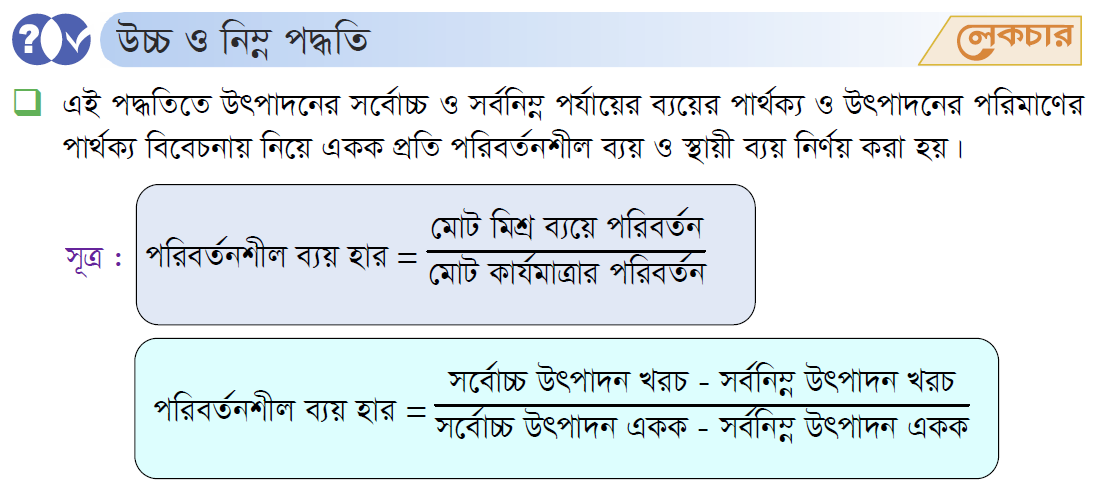 উচ্চ ও নিম্ন পদ্ধতি
লেকচার
এই পদ্ধতিতে উৎপাদনের সর্বোচ্চ ও সর্বনিম্ন পর্যায়ের ব্যয়ের পার্থক্য ও উৎপাদনের পরিমাণের
পার্থক্য বিবেচনায় নিয়ে একক প্রতি পরিবর্তনশীল ব্যয় ও স্থায়ী ব্যয় নির্ণয় করা হয়।
মোট মিশ্র ব্যয়ে পরিবর্তন
সূত্র : পরিবর্তনশীল ব্যয় হার =
মোট কার্যমাত্রার পরিবর্তন
সর্বোচ্চ উৎপাদন খরচ - সর্বনিম্ন উৎপাদন খরচ
পরিবর্তনশীল ব্যয় হার =
সর্বোচ্চ উৎপাদন একক - সর্বনিম্ন উৎপাদন একক